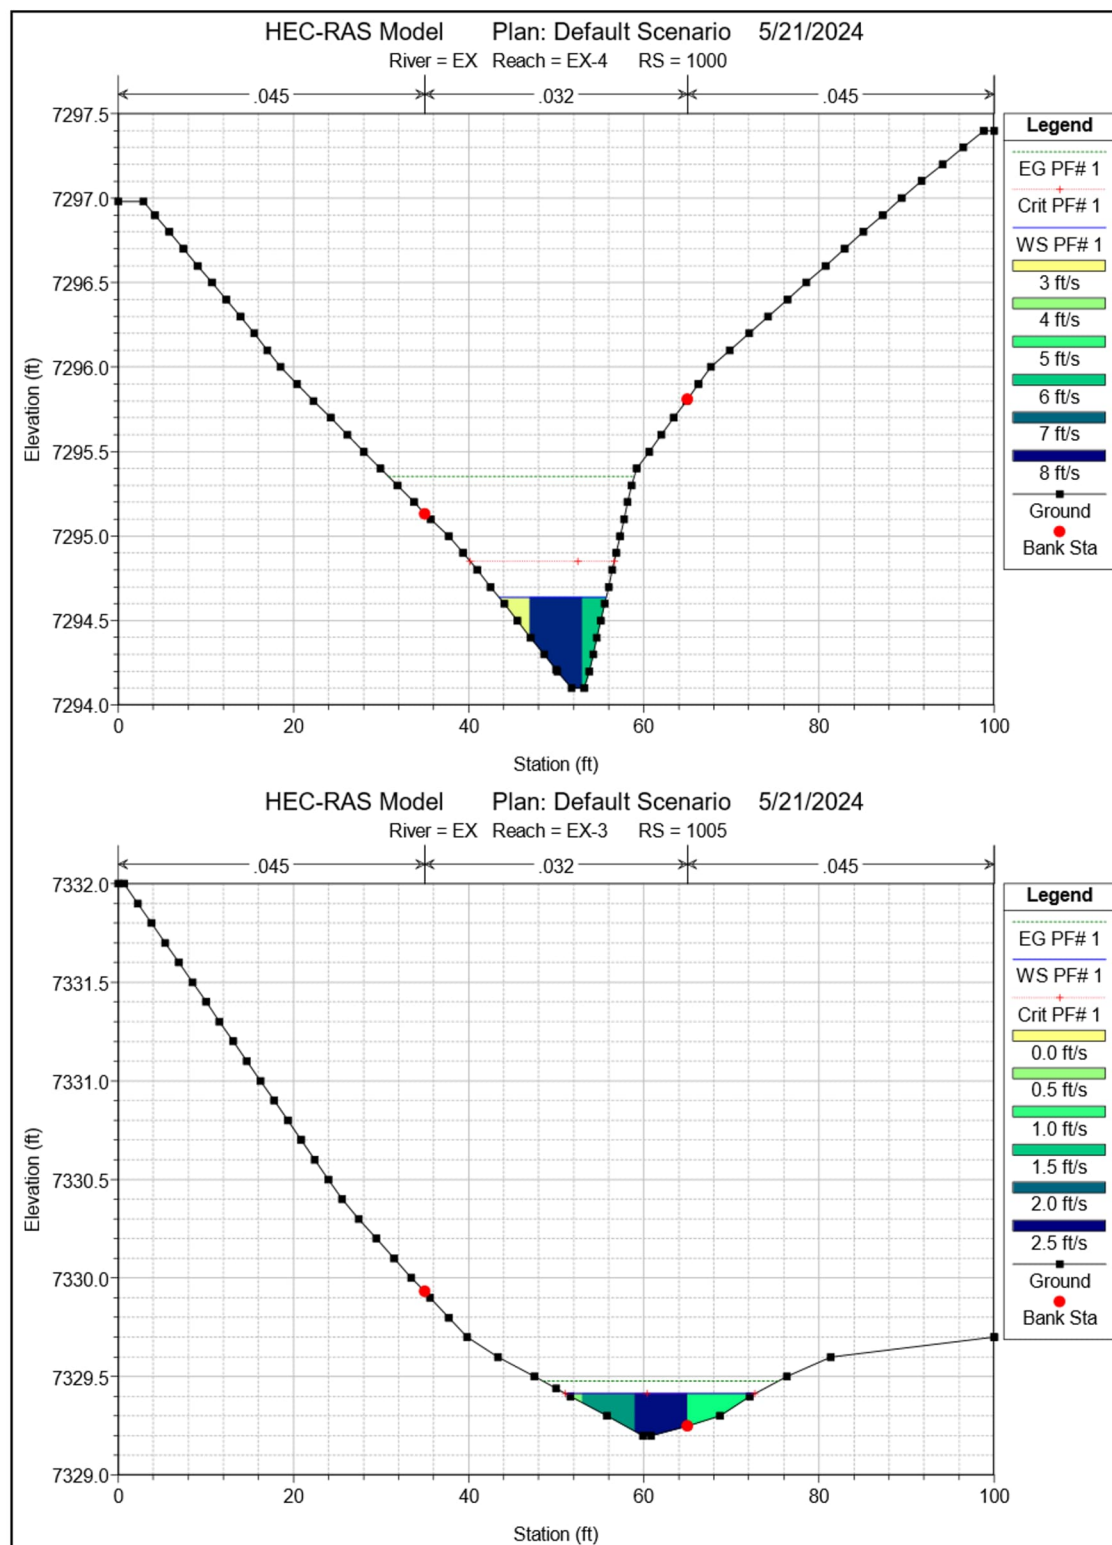 HEC-RAS Model Plan: Default Scenario 5/21/2024
River = EX Reach = EX-4 RS = 1000
.045 .032 .045
7297.5
7297.0
7296.5
7296.0
7295.5
7295.0
7294.5
7294.0
Elevation (ft)
0 20 40 60 80 100
Station (ft)
Legend
EG PF# 1
Crit PF# 1
WS PF# 1
3 ft/s
4 ft/s
5 ft/s
6 ft/s
7 ft/s
8 ft/s
Ground
Bank Sta
HEC-RAS Model Plan: Default Scenario 5/21/2024
River = EX Reach = EX-3 RS = 1005
.045 .032 .045
7332.0
7331.5
7331.0
7330.5
7330.0
7329.5
7329.0
Elevation (ft)
0 20 40 60 80 100
Station (ft)
Legend
EG PF# 1
WS PF# 1
Crit PF# 1
0.0 ft/s
0.5 ft/s
1.0 ft/s
1.5 ft/s
2.0 ft/s
2.5 ft/s
Ground
Bank Sta